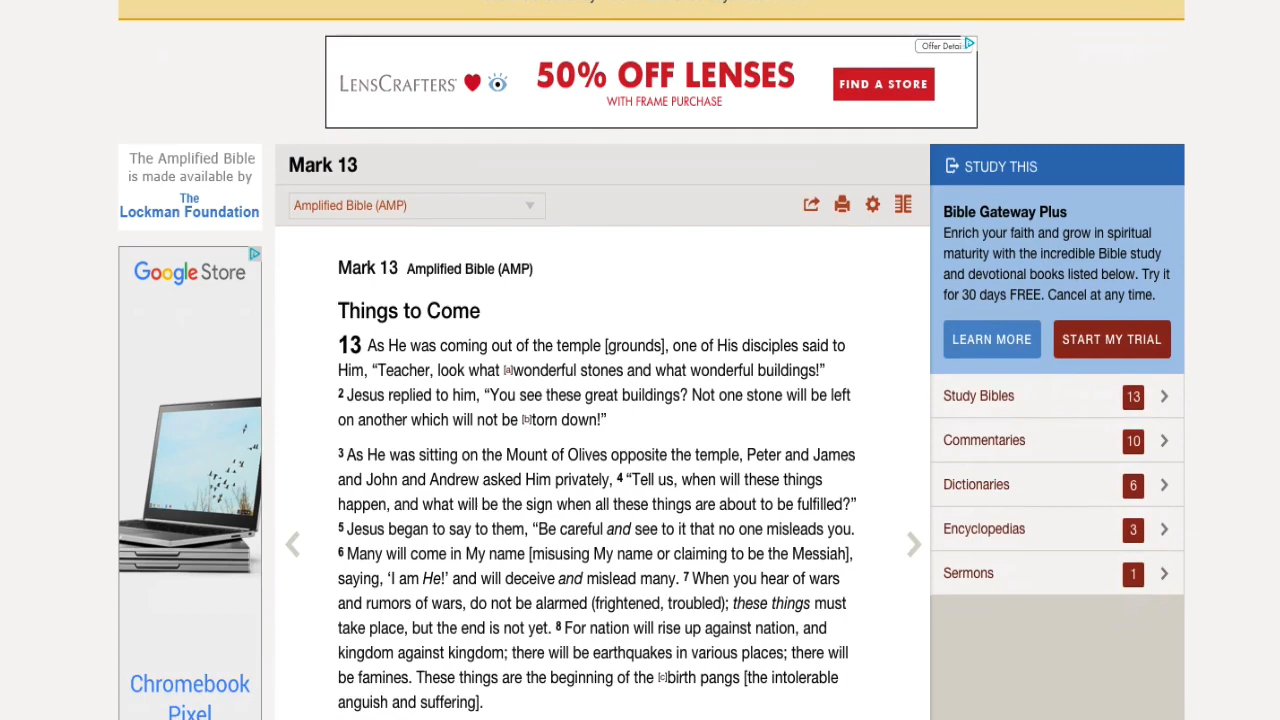 Offer Detai
LENSCRAFTERS
50% OFF LENSES
WITH FRAME PURCHASE
FIND A STORE
The Amplified Bible
is made available by
The
Lockman Foundation
Google Store
Chromebook
Pixel
Mark 13
Amplified Bible (AMP)
Mark 13 Amplified Bible (AMP)
Things to Come
13 As He was coming out of the temple [grounds], one of His disciples said to
Him, “Teacher, look what [a]wonderful stones and what wonderful buildings!”
2 Jesus replied to him, “You see these great buildings? Not one stone will be left
on another which will not be [b]torn down!”
3 As He was sitting on the Mount of Olives opposite the temple, Peter and James
and John and Andrew asked Him privately, 4 “Tell us, when will these things
happen, and what will be the sign when all these things are about to be fulfilled?”
5 Jesus began to say to them, “Be careful and see to it that no one misleads you.
6 Many will come in My name [misusing My name or claiming to be the Messiah],
saying, ‘I am He!’ and will deceive and mislead many. 7 When you hear of wars
and rumors of wars, do not be alarmed (frightened, troubled); these things must
take place, but the end is not yet. 8 For nation will rise up against nation, and
kingdom against kingdom; there will be earthquakes in various places; there will
be famines. These things are the beginning of the [c]birth pangs [the intolerable
anguish and suffering].
STUDY THIS
Bible Gateway Plus
Enrich your faith and grow in spiritual
maturity with the incredible Bible study
and devotional books listed below. Try it
for 30 days FREE. Cancel at any time.
LEARN MORE START MY TRIAL
Study Bibles 13
Commentaries 10
Dictionaries 6
Encyclopedias 3
Sermons 1